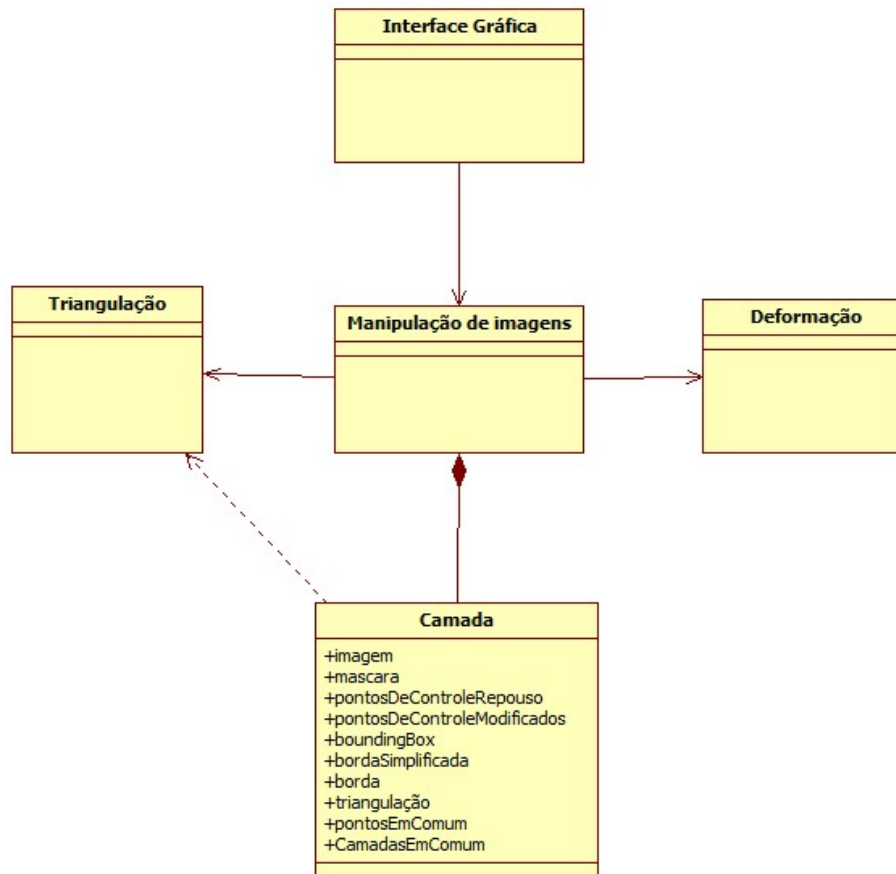 Interface Gráfica
Triangulação
Manipulação de imagens
Deformação
Camada
+imagem
+mascara
+pontosDeControleRepouso
+pontosDeControleModificados
+boundingBox
+bordaSimplificada
+borda
+triangulação
+pontosEmComum
+CamadasEmComum